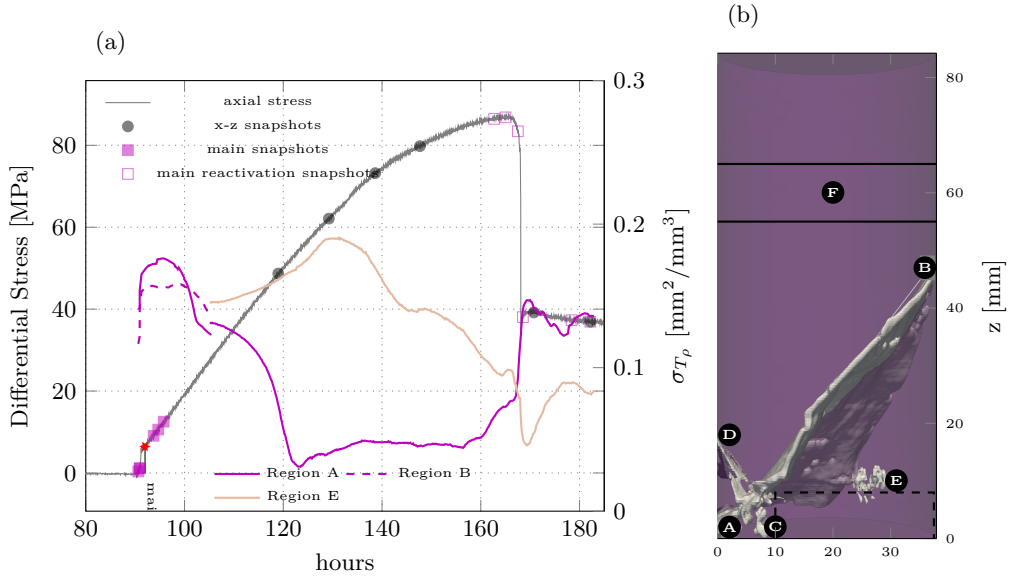 (a)
(b)
axial stress
x-z snapshots
main snapshots
main reactivation snapshots
Region A
Region B
Region E
mai
Differential Stress [MPa]
0
20
40
60
80
80
100
120
140
160
180
hours
0
0.1
0.2
0.3
σ_{T_ρ} [mm²/mm³]
F
B
D
E
A
C
0
10
20
30
0
20
40
60
80
z [mm]